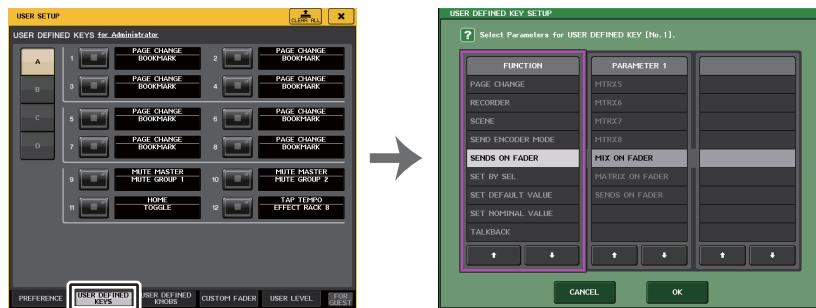 USER SETUP
CLEAR ALL
USER DEFINED KEYS for Administrator
A
B
C
D
1 PAGE CHANGE BOOKMARK
2 PAGE CHANGE BOOKMARK
3 PAGE CHANGE BOOKMARK
4 PAGE CHANGE BOOKMARK
5 PAGE CHANGE BOOKMARK
6 PAGE CHANGE BOOKMARK
7 PAGE CHANGE BOOKMARK
8 PAGE CHANGE BOOKMARK
9 MUTE MASTER MUTE GROUP 1
10 MUTE MASTER MUTE GROUP 2
11 HOME TOGGLE
12 TAP TEMPO EFFECT RACK 8
PREFERENCE
USER DEFINED KEYS
USER DEFINED KNOBS
CUSTOM FADER
USER LEVEL
FOR GUEST
USER DEFINED KEY SETUP
? Select Parameters for USER DEFINED KEY [No.1].
FUNCTION
PAGE CHANGE
RECORDER
SCENE
SEND ENCODER MODE
SENDS ON FADER
SET BY SEL
SET DEFAULT VALUE
SET NOMINAL VALUE
TALKBACK
PARAMETER 1
MTRX5
MTRX6
MTRX7
MTRX8
MIX ON FADER
MATRIX ON FADER
SENDS ON FADER
CANCEL
OK